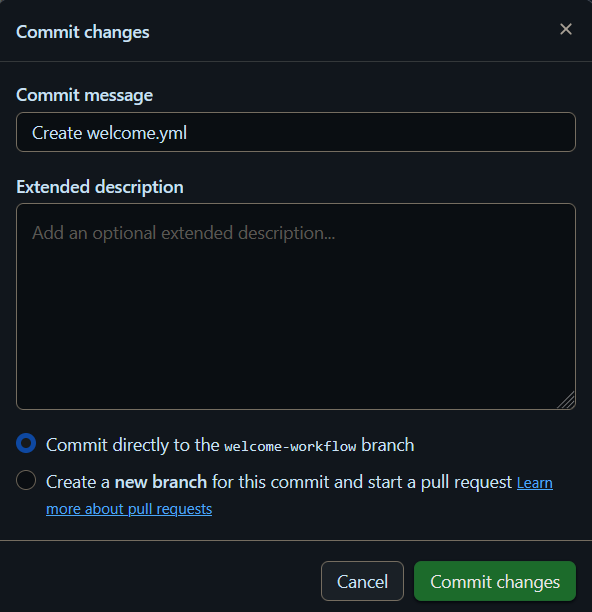 Commit changes
Commit message
Create welcome.yml
Extended description
Add an optional extended description...
Commit directly to the welcome-workflow branch
Create a new branch for this commit and start a pull request Learn
more about pull requests
Cancel
Commit changes